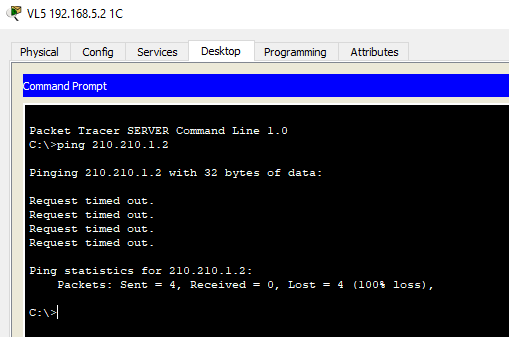 VL5 192.168.5.2 1C
Physical Config Services Desktop Programming Attributes
Command Prompt
Packet Tracer SERVER Command Line 1.0
C:\>ping 210.210.1.2
Pinging 210.210.1.2 with 32 bytes of data:
Request timed out.
Request timed out.
Request timed out.
Request timed out.
Ping statistics for 210.210.1.2:
Packets: Sent = 4, Received = 0, Lost = 4 (100% loss),
C:\>